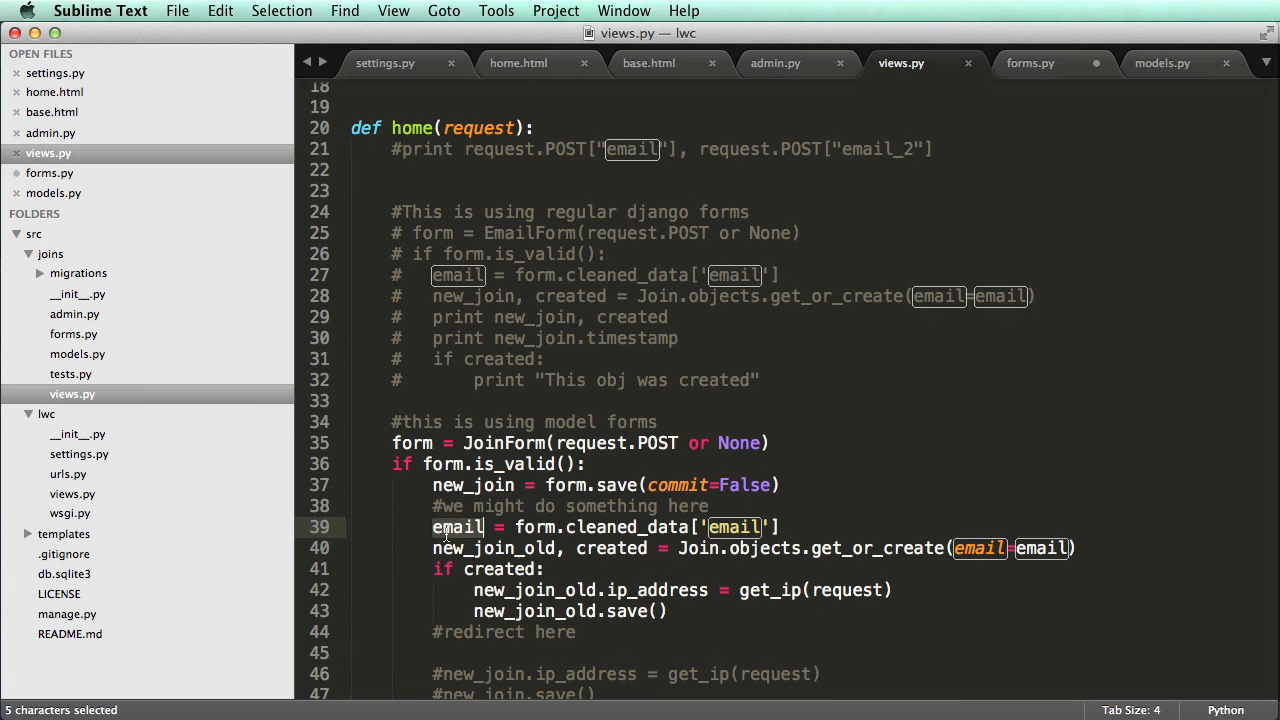 Sublime Text File Edit Selection Find View Goto Tools Project Window Help
views.py — lwc
OPEN FILES
settings.py
home.html
base.html
admin.py
views.py
forms.py
models.py
FOLDERS
src
joins
migrations
__init__.py
admin.py
forms.py
models.py
tests.py
views.py
lwc
__init__.py
settings.py
urls.py
views.py
wsgi.py
templates
.gitignore
db.sqlite3
LICENSE
manage.py
README.md
settings.py home.html base.html admin.py views.py forms.py models.py
18
19
20 def home(request):
21 #print request.POST["email"], request.POST["email_2"]
22
23
24 #This is using regular django forms
25 # form = EmailForm(request.POST or None)
26 # if form.is_valid():
27 # email = form.cleaned_data['email']
28 # new_join, created = Join.objects.get_or_create(email=email)
29 # print new_join, created
30 # print new_join.timestamp
31 # if created:
32 # print "This obj was created"
33
34 #this is using model forms
35 form = JoinForm(request.POST or None)
36 if form.is_valid():
37 new_join = form.save(commit=False)
38 #we might do something here
39 email = form.cleaned_data['email']
40 new_join_old, created = Join.objects.get_or_create(email=email)
41 if created:
42 new_join_old.ip_address = get_ip(request)
43 new_join_old.save()
44 #redirect here
45
46 #new_join.ip_address = get_ip(request)
47 #new_join.save()
5 characters selected Tab Size: 4 Python